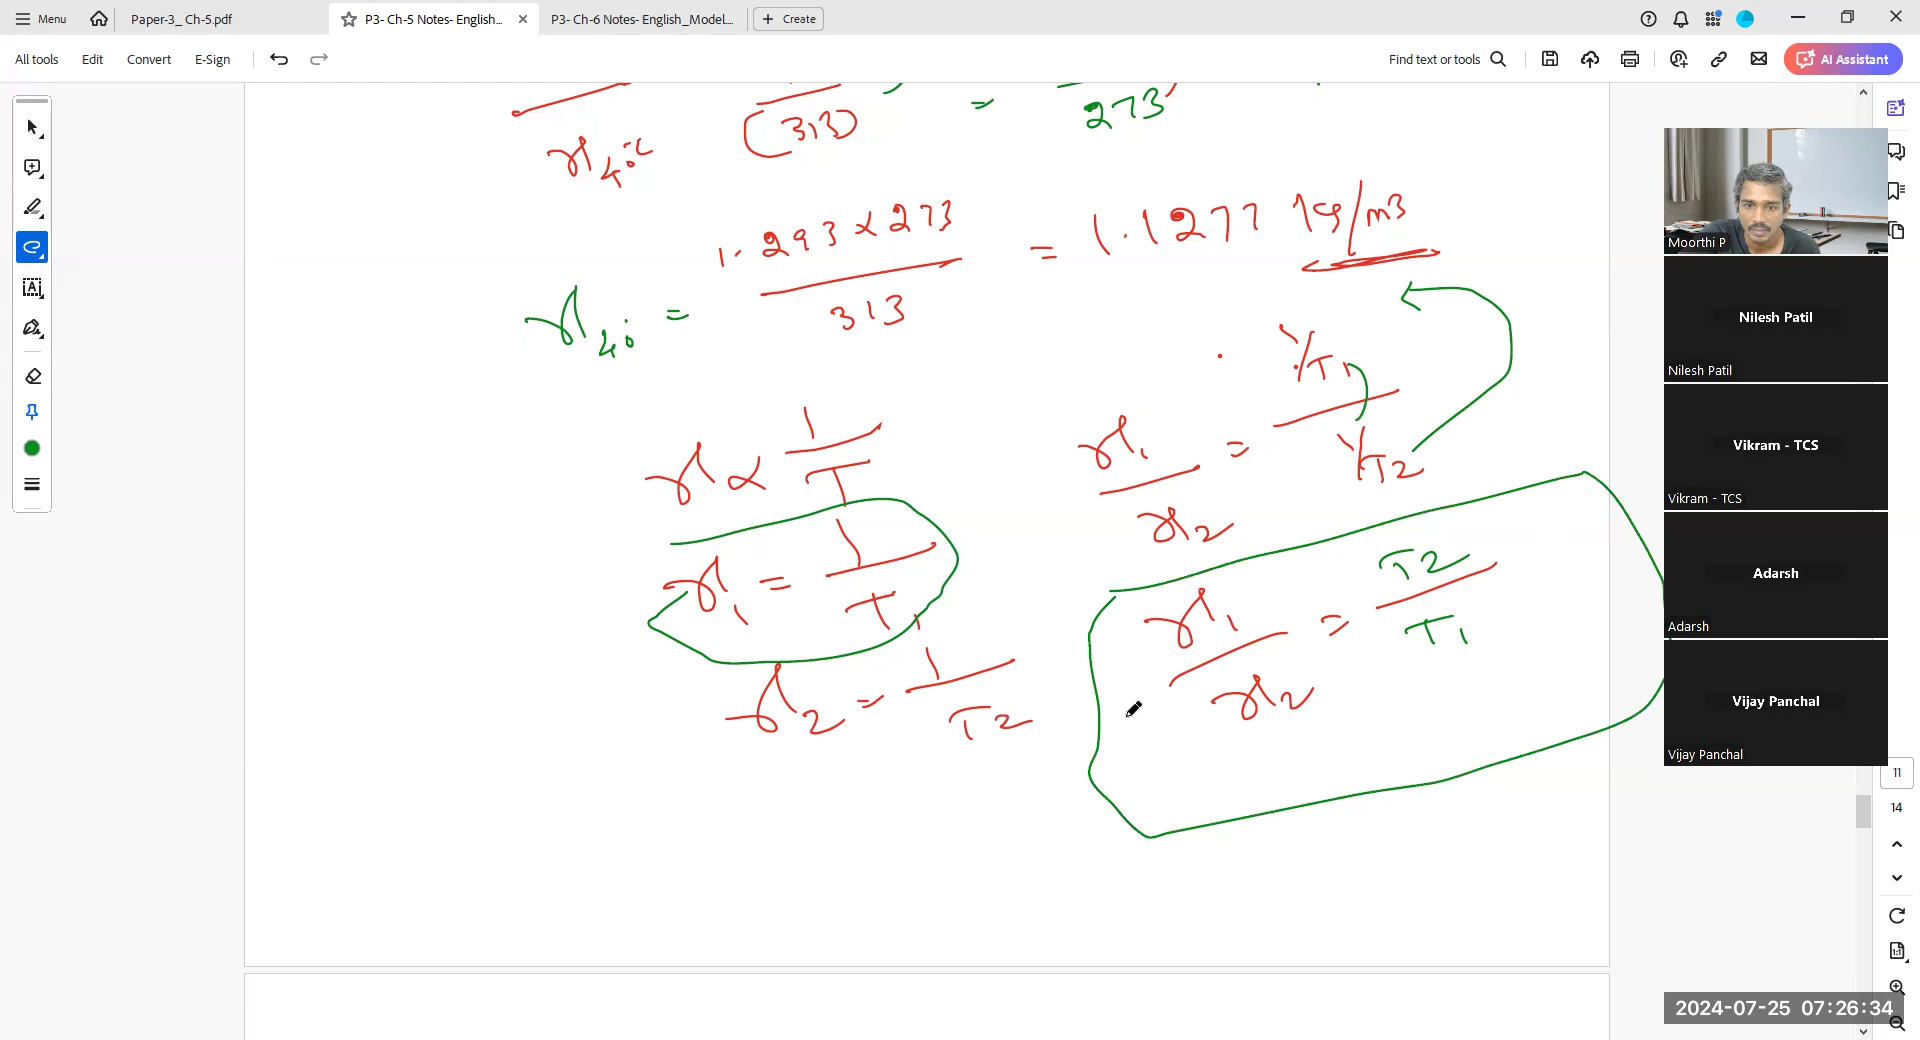 Menu
Paper-3_ Ch-5.pdf
P3- Ch-5 Notes- English...
P3- Ch-6 Notes- English_Model...
+ Create
All tools
Edit
Convert
E-Sign
Find text or tools
AI Assistant
(313)
= 273
γ40°c
γ40° = 1.293 x 273 / 313 = 1.1277 kg/m3
γ ∝ 1/T
γ1/γ2 = 1/T1 / 1/T2
γ1 = 1/T1
γ1/γ2 = T2/T1
γ2 = 1/T2
Moorthi P
Nilesh Patil
Nilesh Patil
Vikram - TCS
Vikram - TCS
Adarsh
Adarsh
Vijay Panchal
Vijay Panchal
11
14
2024-07-25 07:26:34